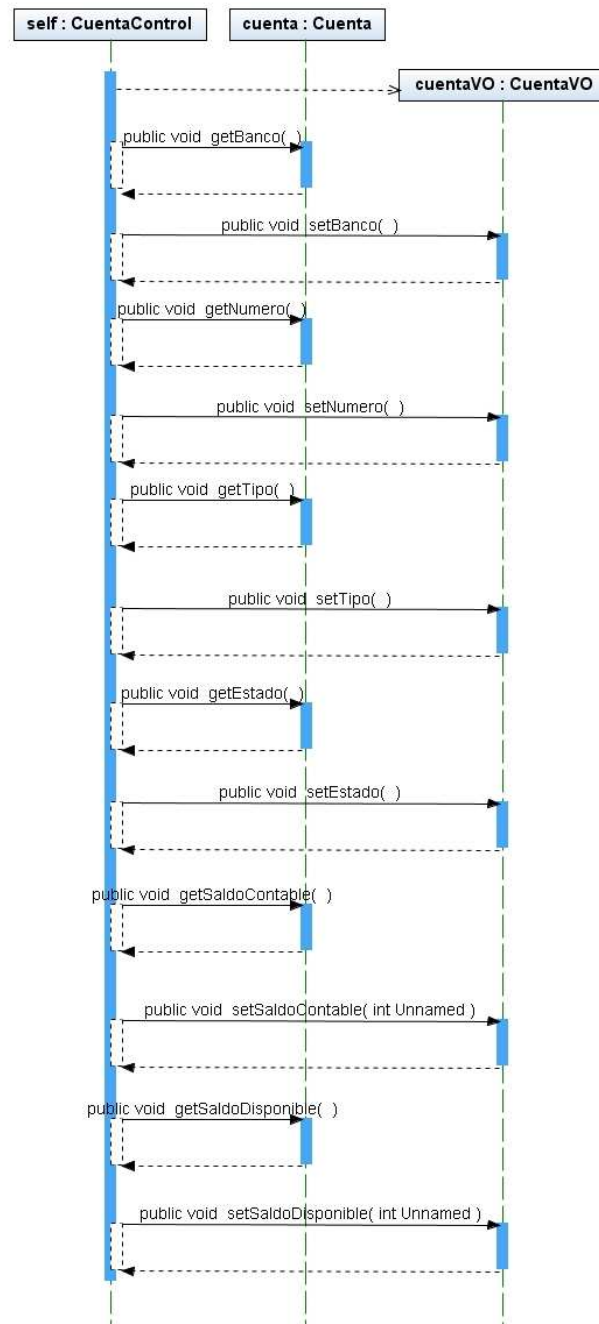 self : CuentaControl
cuenta : Cuenta
cuentaVO : CuentaVO
public void getBanco( )
public void setBanco( )
public void getNumero( )
public void setNumero( )
public void getTipo( )
public void setTipo( )
public void getEstado( )
public void setEstado( )
public void getSaldoContable( )
public void setSaldoContable( int Unnamed )
public void getSaldoDisponible( )
public void setSaldoDisponible( int Unnamed )